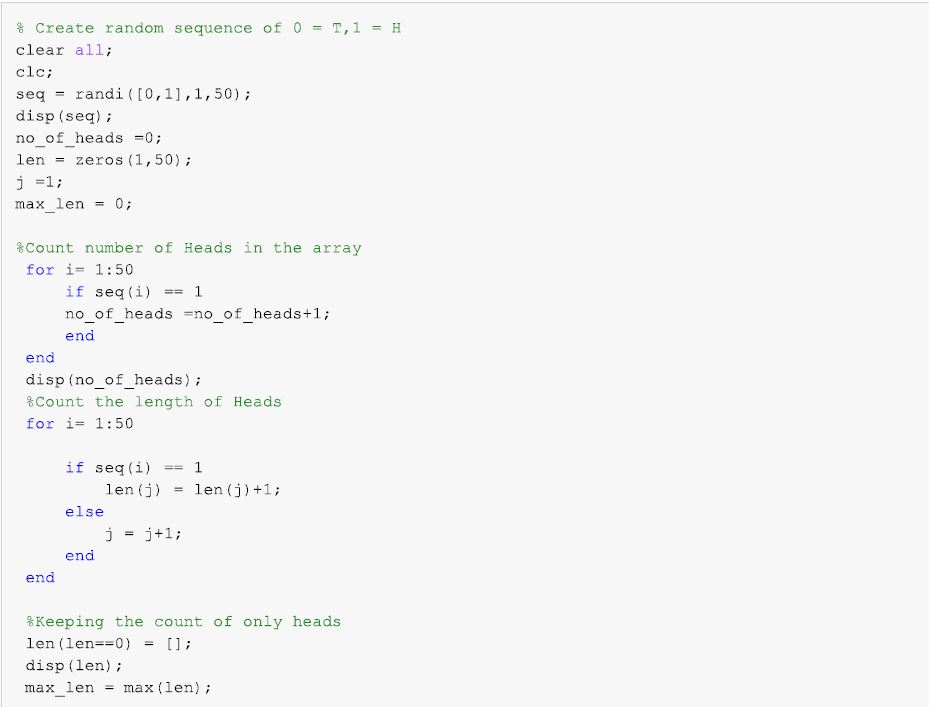 % Create random sequence of 0 = T,1 = H
clear all;
clc;
seq = randi([0,1],1,50);
disp(seq);
no_of_heads =0;
len = zeros(1,50);
j =1;
max_len = 0;
%Count number of Heads in the array
for i= 1:50
if seq(i) == 1
no_of_heads =no_of_heads+1;
end
end
disp(no_of_heads);
%Count the length of Heads
for i= 1:50
if seq(i) == 1
len(j) = len(j)+1;
else
j = j+1;
end
end
%Keeping the count of only heads
len(len==0) = [];
disp(len);
max_len = max(len);